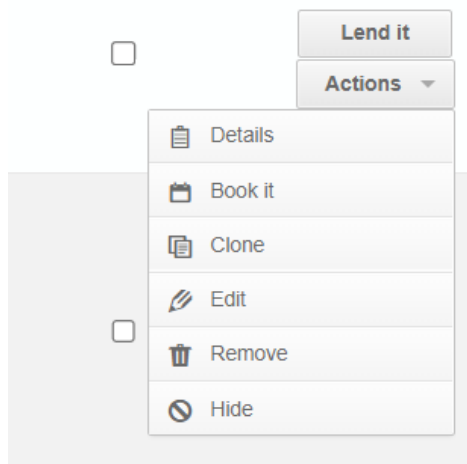 Lend it
Actions
Details
Book it
Clone
Edit
Remove
Hide